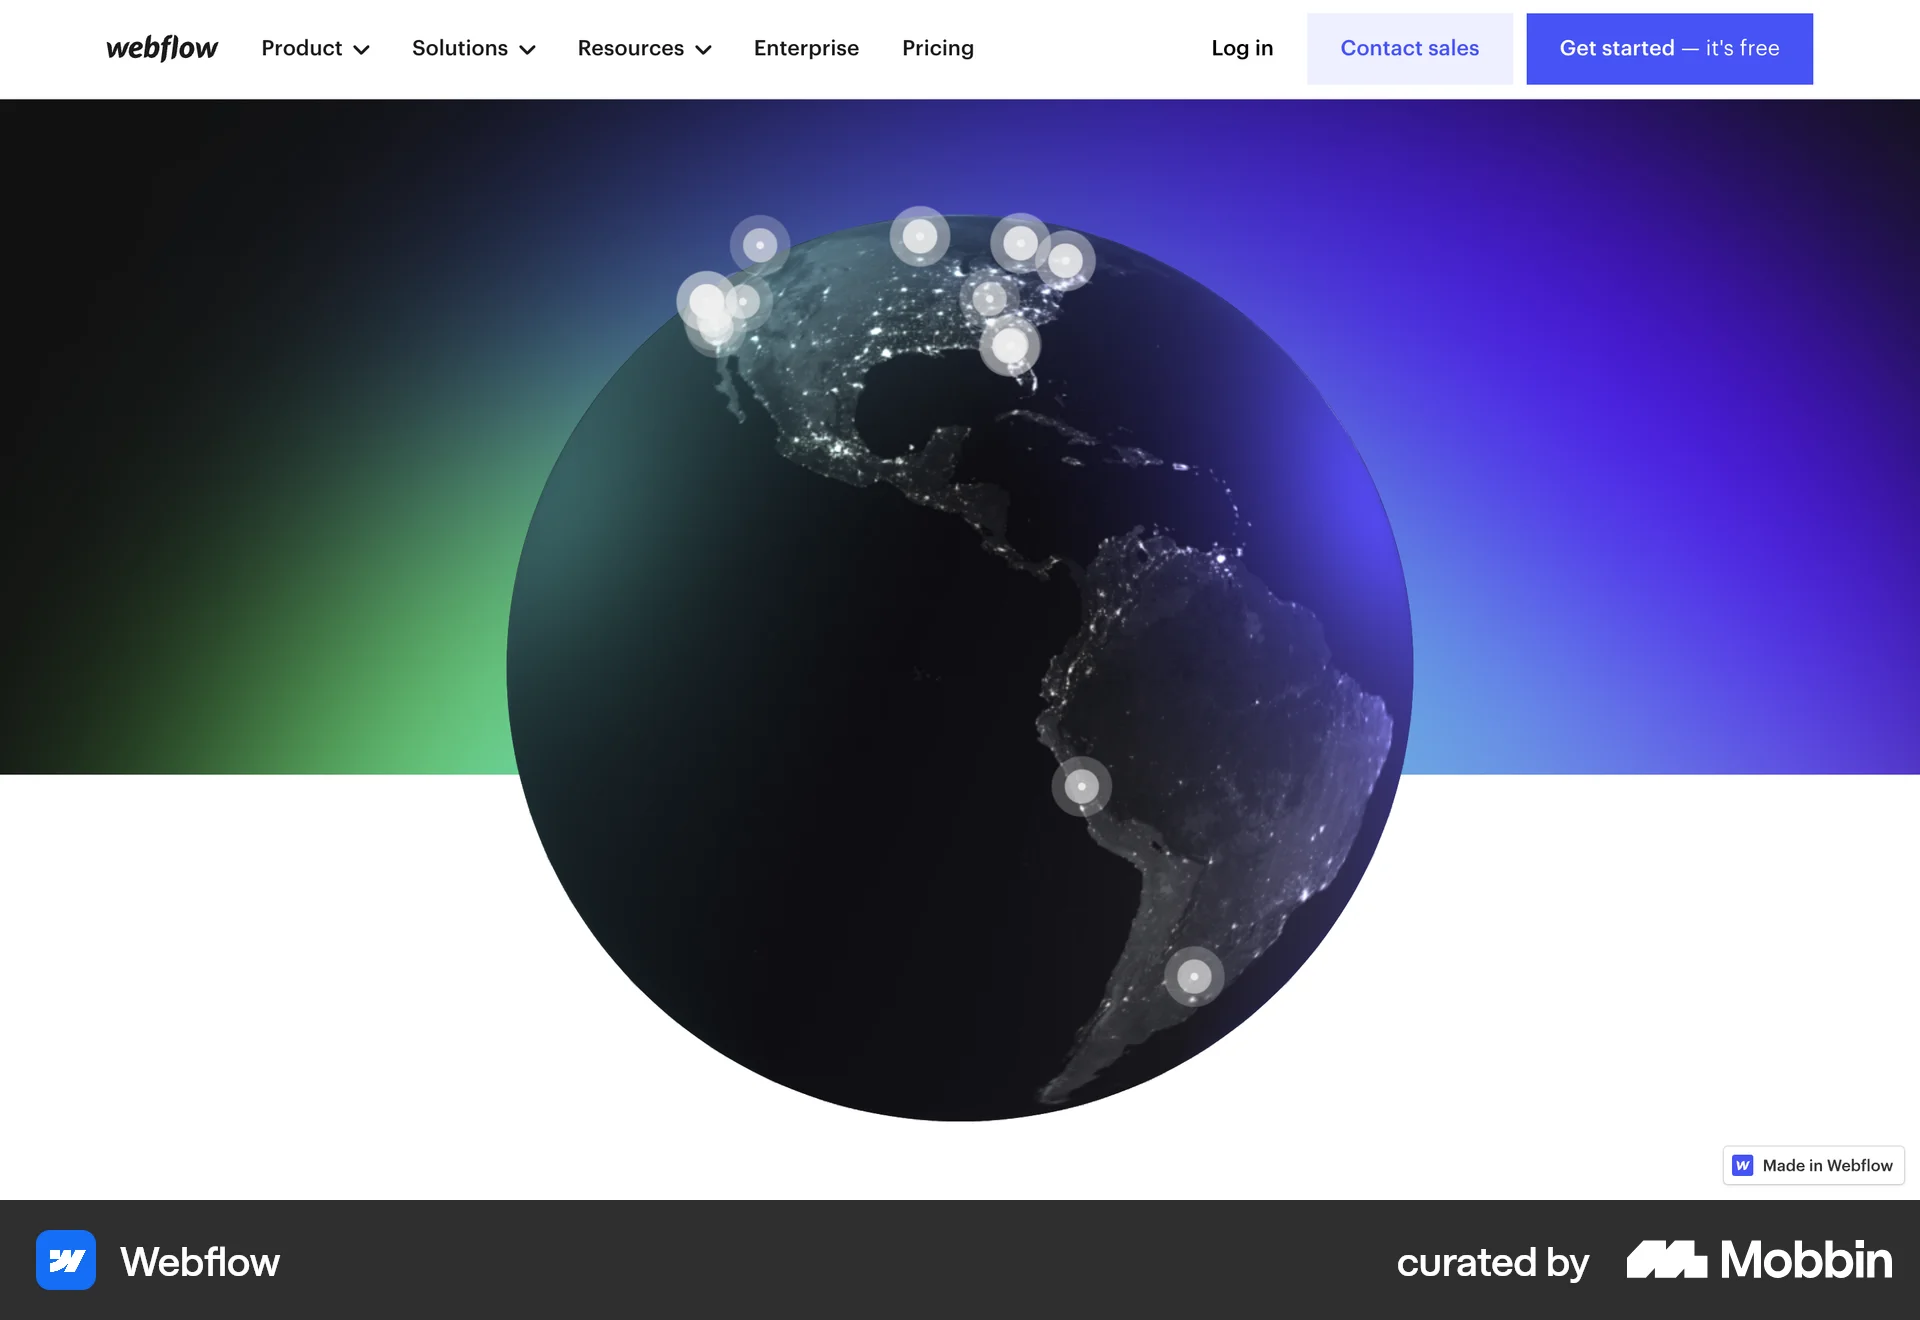 webflow Product Solutions Resources Enterprise Pricing Log in Contact sales Get started — it's free
Made in Webflow
Webflow curated by Mobbin